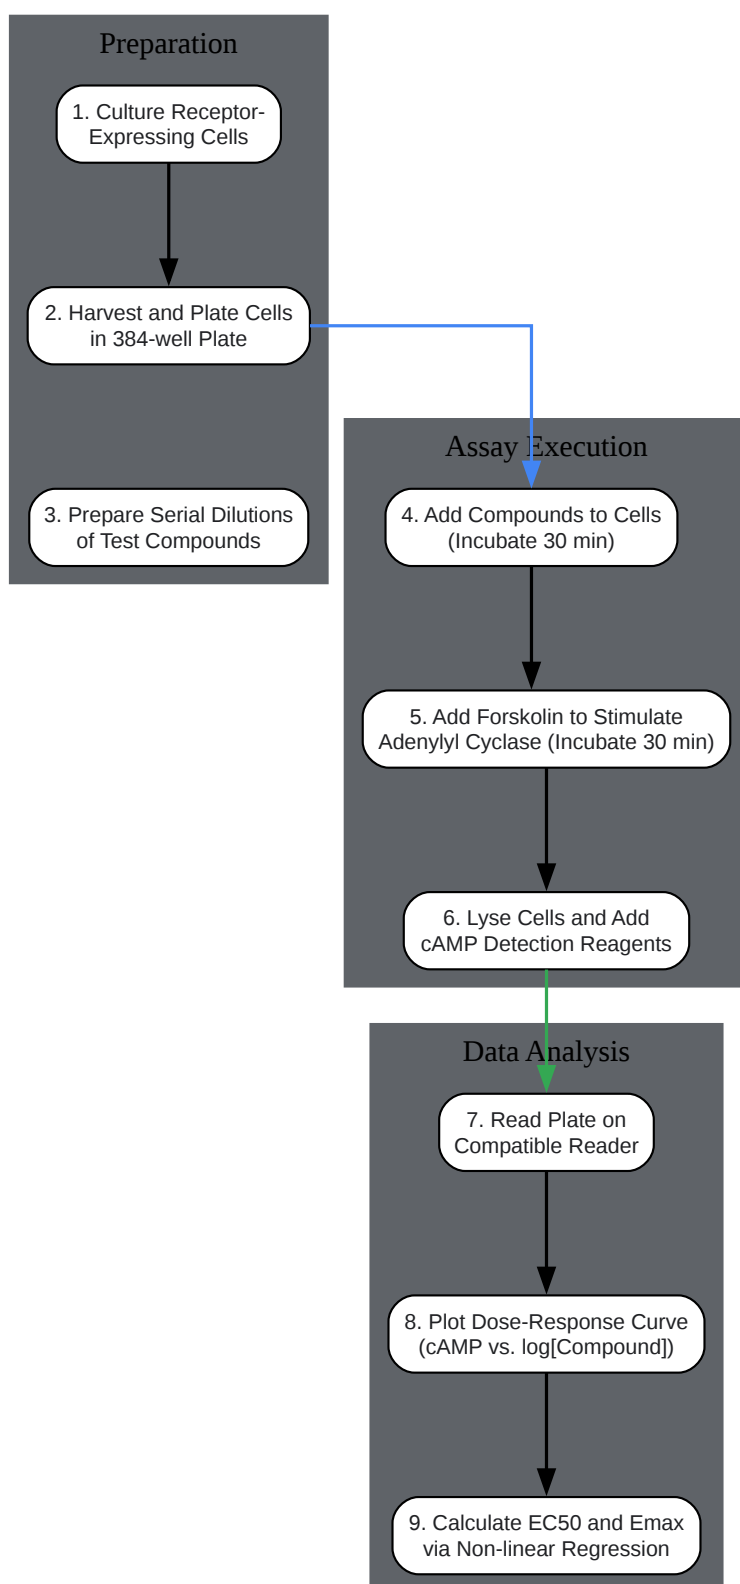 Preparation
1. Culture Receptor-
Expressing Cells
2. Harvest and Plate Cells
in 384-well Plate
3. Prepare Serial Dilutions
of Test Compounds
Assay Execution
4. Add Compounds to Cells
(Incubate 30 min)
5. Add Forskolin to Stimulate
Adenylyl Cyclase (Incubate 30 min)
6. Lyse Cells and Add
cAMP Detection Reagents
Data Analysis
7. Read Plate on
Compatible Reader
8. Plot Dose-Response Curve
(cAMP vs. log[Compound])
9. Calculate EC50 and Emax
via Non-linear Regression